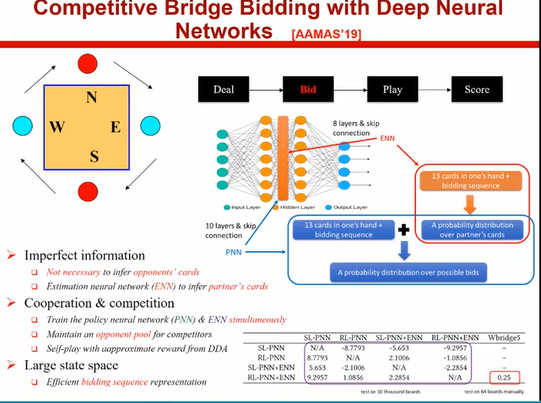 Competitive Bridge Bidding with Deep Neural
Networks [AAMAS'19]
N
W E
S
Deal Bid Play Score
8 layers & skip
connection
ENN
Input Layer Hidden Layer Output Layer
10 layers & skip
connection
PNN
13 cards in one's hand +
bidding sequence
13 cards in one's hand +
bidding sequence
+
A probability distribution
over partner's cards
A probability distribution over possible bids
➢ Imperfect information
❑ Not necessary to infer opponents' cards
❑ Estimation neural network (ENN) to infer partner's cards
➢ Cooperation & competition
❑ Train the policy neural network (PNN) & ENN simultaneously
❑ Maintain an opponent pool for competitors
❑ Self-play with aapproximate reward from DDA
➢ Large state space
❑ Efficient bidding sequence representation
SL-PNN RL-PNN SL-PNN+ENN RL-PNN+ENN Wbridge5
SL-PNN N/A -8.7793 -5.653 -9.2957 –
RL-PNN 8.7793 N/A 2.1006 -1.0856 –
SL-PNN+ENN 5.653 -2.1006 N/A -2.2854 –
RL-PNN+ENN 9.2957 1.0856 2.2854 N/A 0.25
test on 10 thousand boards test on 64 boards manually